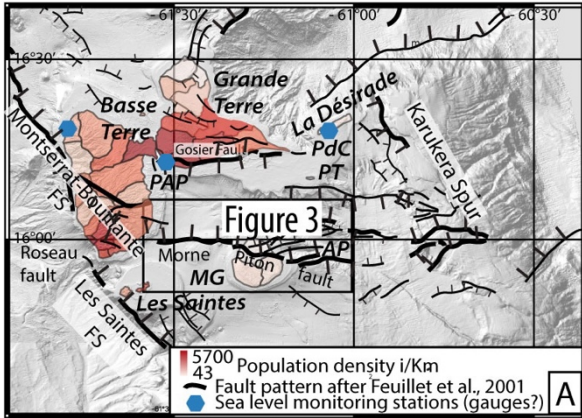 -61°30'
-61°00'
-60°30'
16°30'
Grande
Terre
Basse
Terre
La Désirade
Karukera Spur
Montserrat-Bouillante
FS
Gosier Fau
PdC
PT
PAP
Figure 3
16°00'
Roseau
fault
Morne
Piton
fault
AP
MG
Les Saintes
Les Saintes
FS
5700
43
Population density i/Km
Fault pattern after Feuillet et al., 2001
Sea level monitoring stations (gauges?)
A